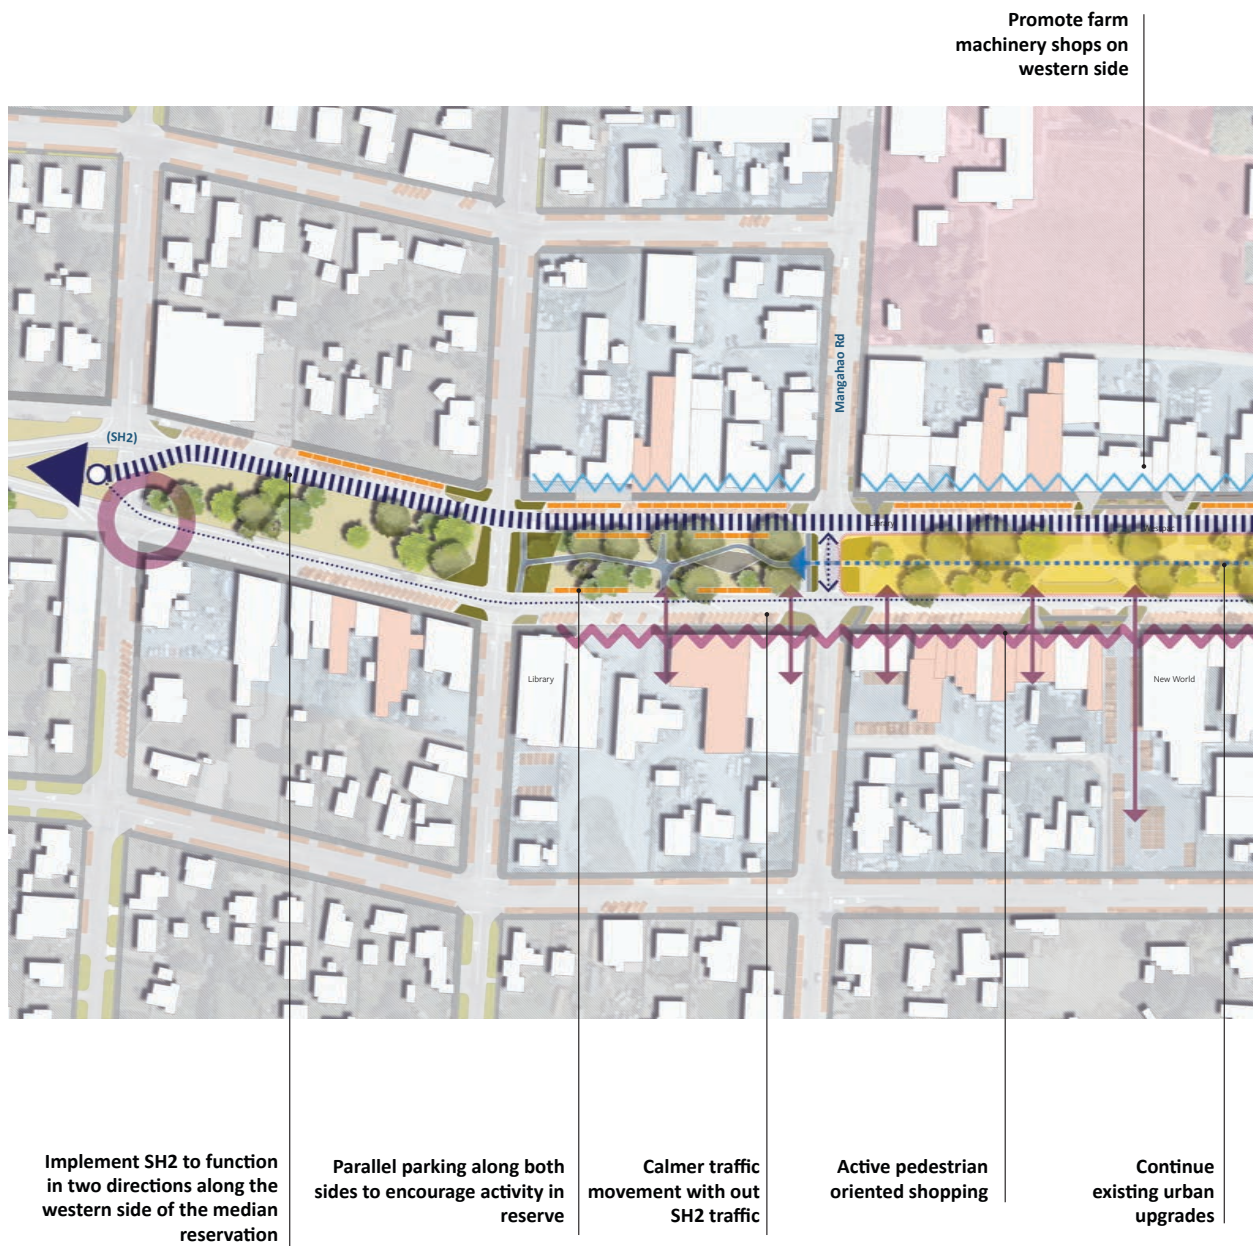 Promote farm
machinery shops on
western side
Mangahao Rd
(SH2)
Library
Westpac
Library
New World
Implement SH2 to function
in two directions along the
western side of the median
reservation
Parallel parking along both
sides to encourage activity in
reserve
Calmer traffic
movement with out
SH2 traffic
Active pedestrian
oriented shopping
Continue
existing urban
upgrades